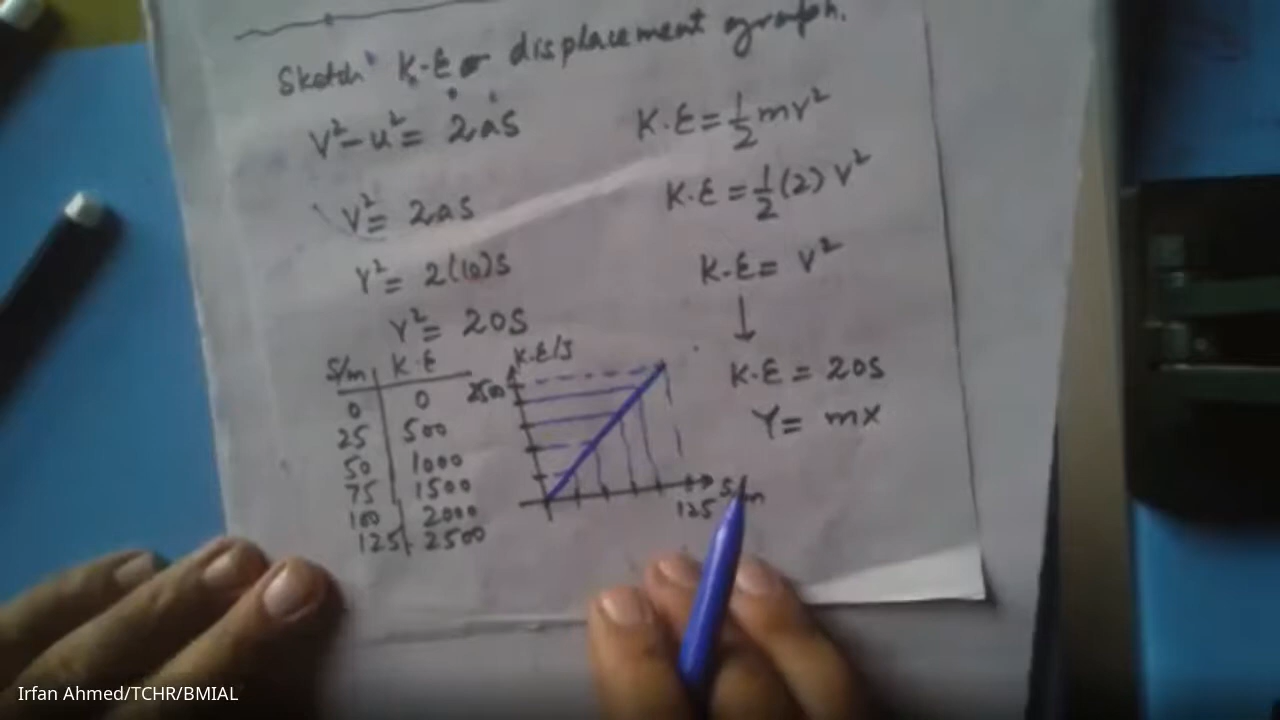 Sketch K.E or displacement graph.
V²-u²= 2as
K.E = 1/2 mv²
V²= 2as
K.E = 1/2 (2) V²
V²= 2(10)s
K.E = V²
V²= 20S
K.E = 20S
Y = mx
S/m K.E
0 0
25 500
50 1000
75 1500
100 2000
125 2500
K.E/J
2500
125
S/m
Irfan Ahmed/TCHR/BMIAL